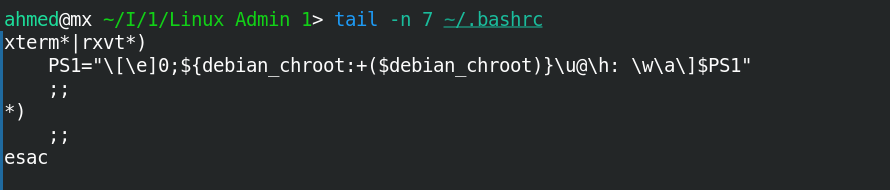 ahmed@mx ~/I/1/Linux Admin 1> tail -n 7 ~/.bashrc
xterm*|rxvt*)
    PS1="\[\e]0;${debian_chroot:+($debian_chroot)}\u@\h: \w\a\]$PS1"
    ;;
*)
    ;;
esac